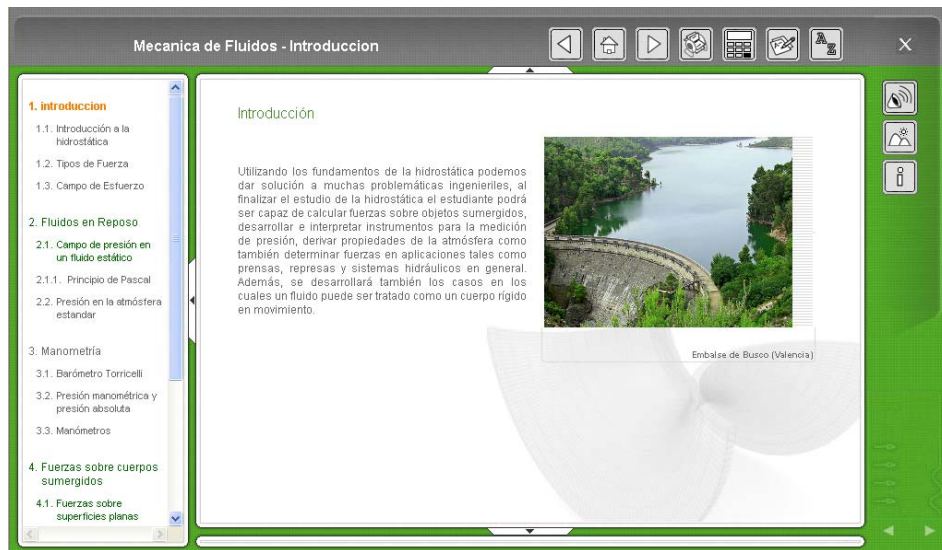 Mecanica de Fluidos - Introduccion
A
Z
X
1. introduccion
1.1. Introducción a la
hidrostática
1.2. Tipos de Fuerza
1.3. Campo de Esfuerzo
2. Fluidos en Reposo
2.1. Campo de presión en
un fluido estático
2.1.1. Principio de Pascal
2.2. Presión en la atmósfera
estandar
3. Manometría
3.1. Barómetro Torricelli
3.2. Presión manométrica y
presión absoluta
3.3. Manómetros
4. Fuerzas sobre cuerpos
sumergidos
4.1. Fuerzas sobre
superficies planas
Introducción
Utilizando los fundamentos de la hidrostática podemos
dar solución a muchas problemáticas ingenieriles, al
finalizar el estudio de la hidrostática el estudiante podrá
ser capaz de calcular fuerzas sobre objetos sumergidos,
desarrollar e interpretar instrumentos para la medición
de presión, derivar propiedades de la atmósfera como
también determinar fuerzas en aplicaciones tales como
prensas, represas y sistemas hidráulicos en general.
Además, se desarrollará también los casos en los
cuales un fluido puede ser tratado como un cuerpo rígido
en movimiento.
Embalse de Busco (Valencia)